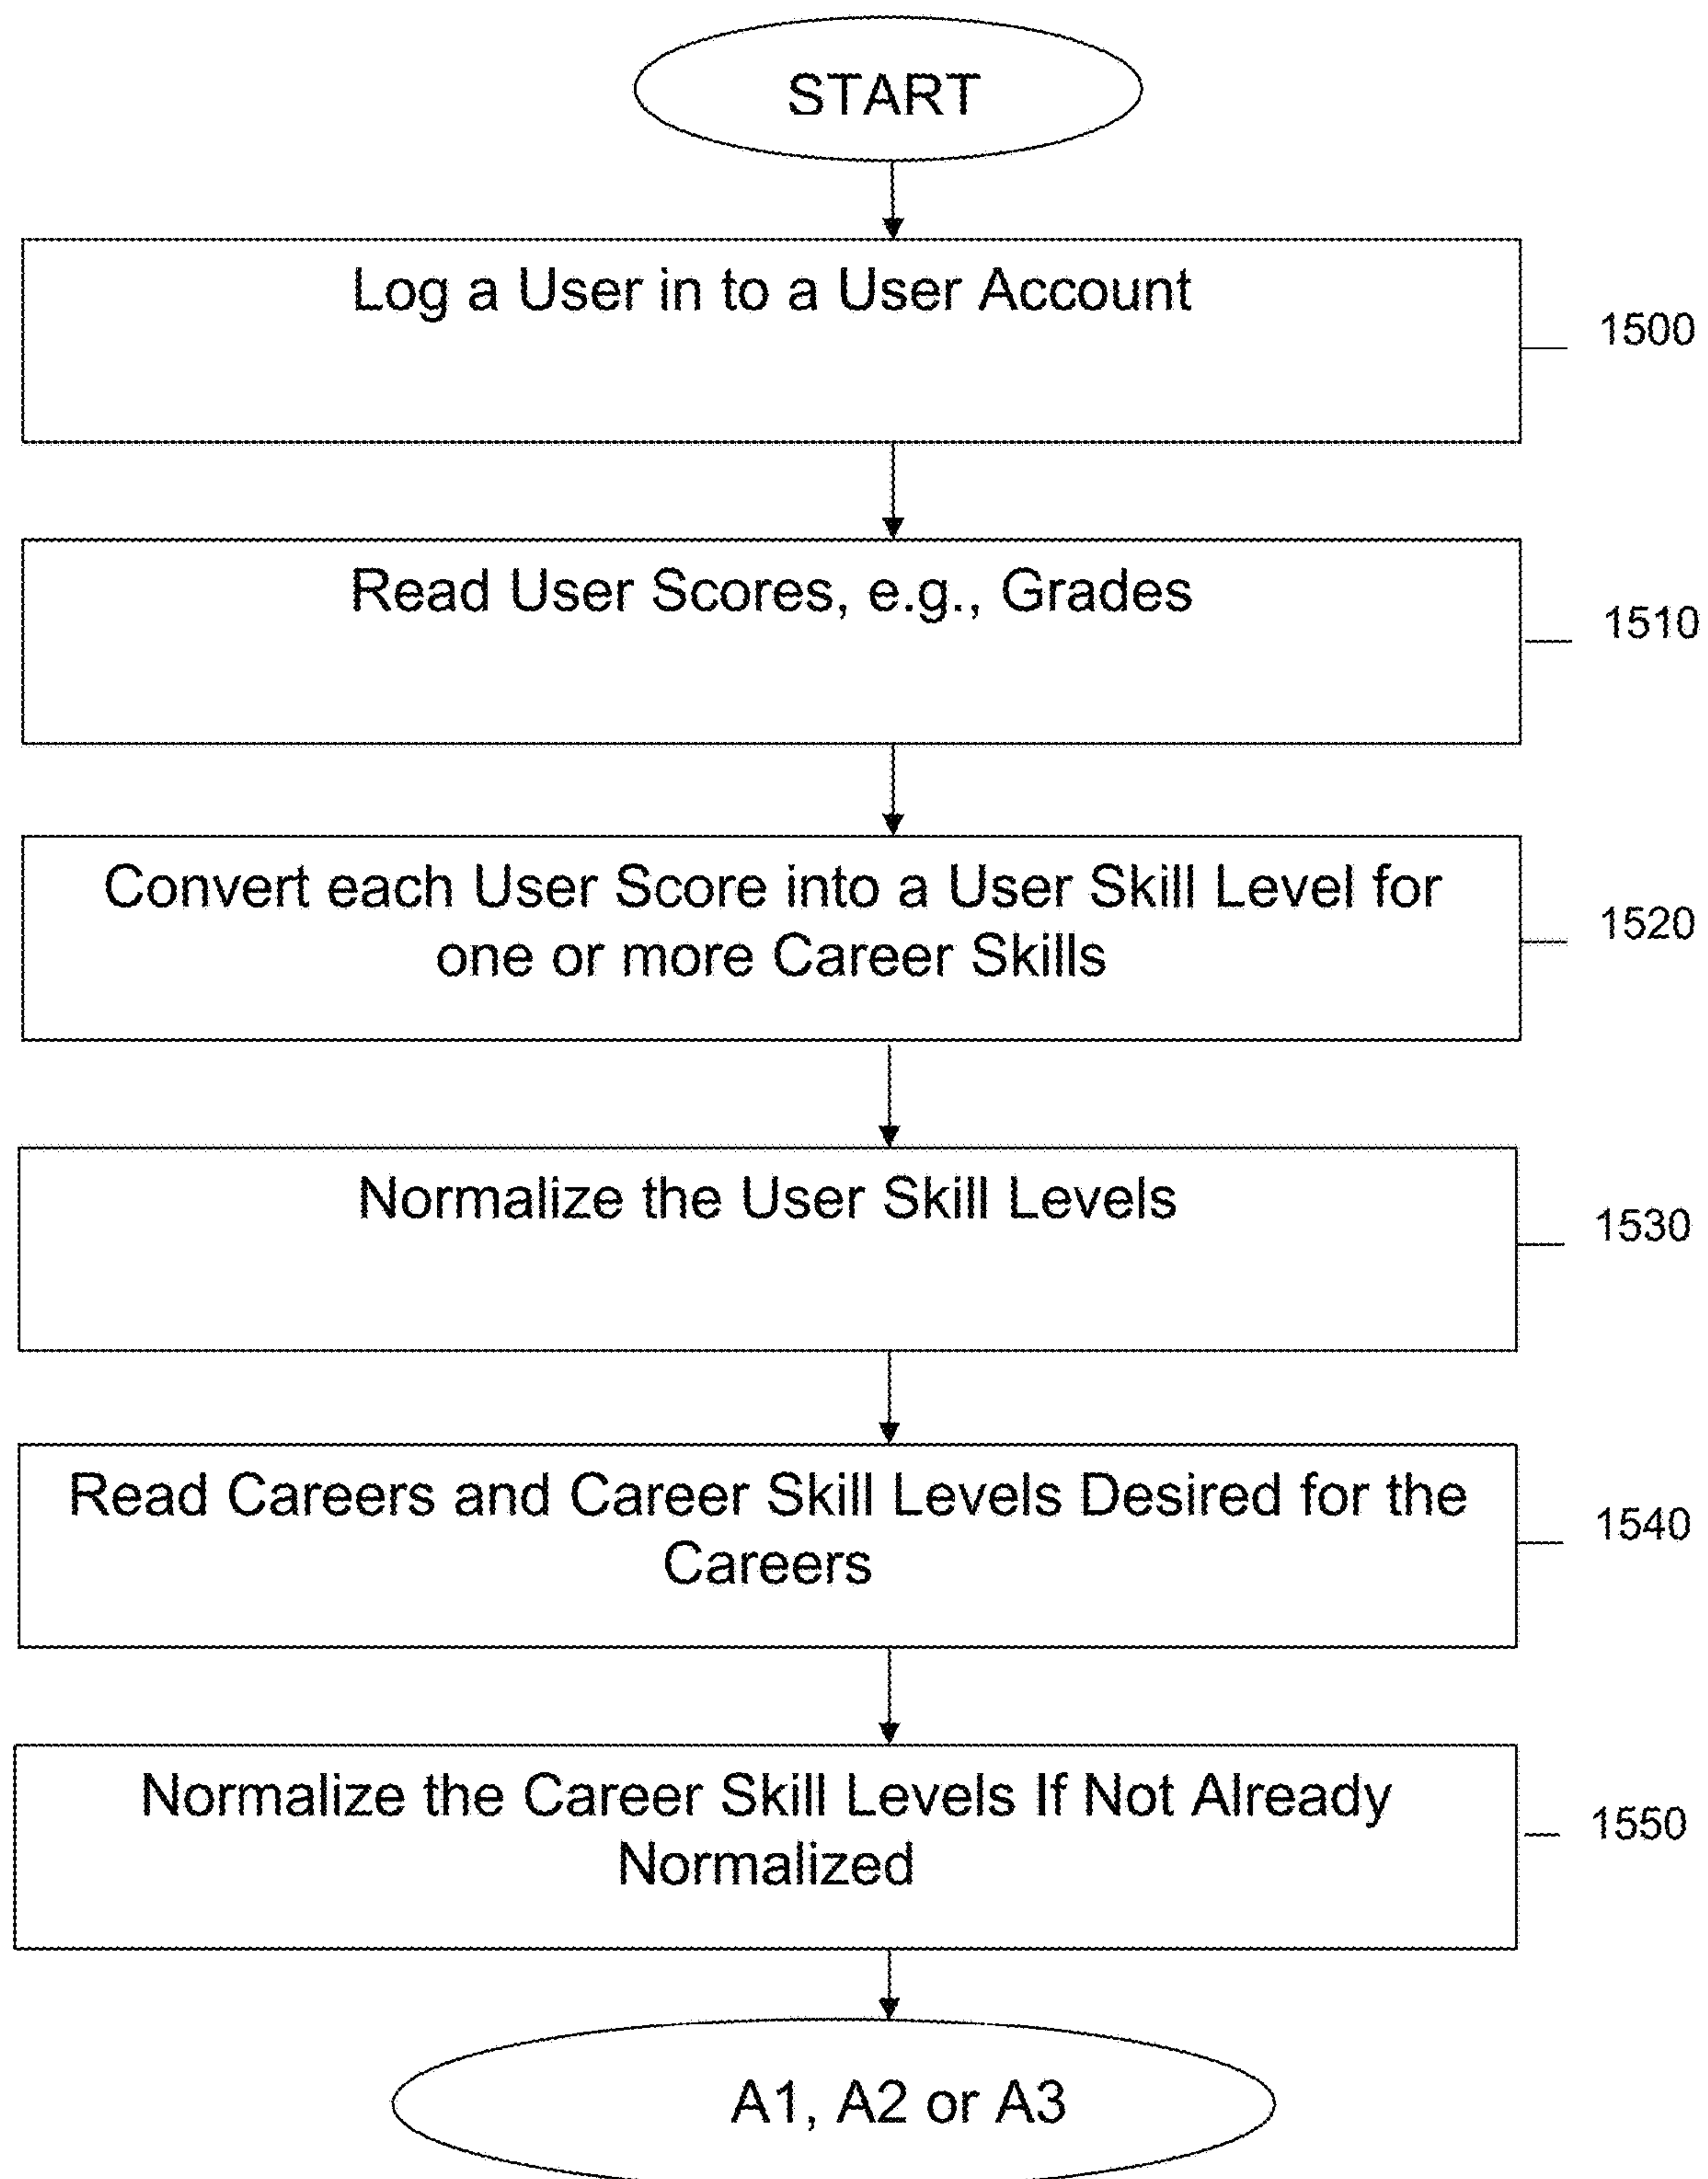 START
Log a User in to a User Account
1500
Read User Scores, e.g., Grades
1510
Convert each User Score into a User Skill Level for
one or more Career Skills
1520
Normalize the User Skill Levels
1530
Read Careers and Career Skill Levels Desired for the
Careers
1540
Normalize the Career Skill Levels If Not Already
Normalized
1550
A1, A2 or A3